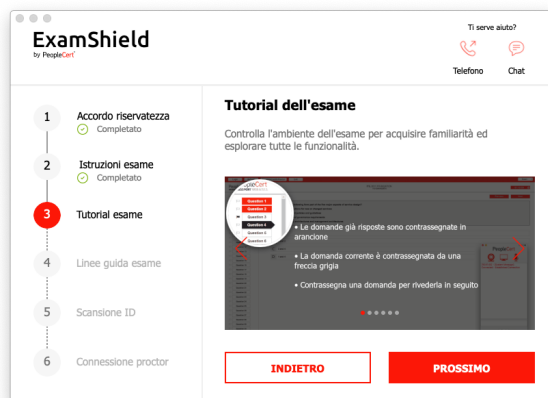 ExamShield
by PeopleCert
Ti serve aiuto?
Telefono
Chat
1
Accordo riservatezza
Completato
2
Istruzioni esame
Completato
3
Tutorial esame
4
Linee guida esame
5
Scansione ID
6
Connessione proctor
Tutorial dell'esame
Controlla l'ambiente dell'esame per acquisire familiarità ed
esplorare tutte le funzionalità.
PeopleCert
Question 1
Question 2
Question 3
Question 4
Question 5
Question 6
• Le domande già risposte sono contrassegnate in
arancione
• La domanda corrente è contrassegnata da una
freccia grigia
• Contrassegna una domanda per rivederla in seguito
PeopleCert
INDIETRO
PROSSIMO